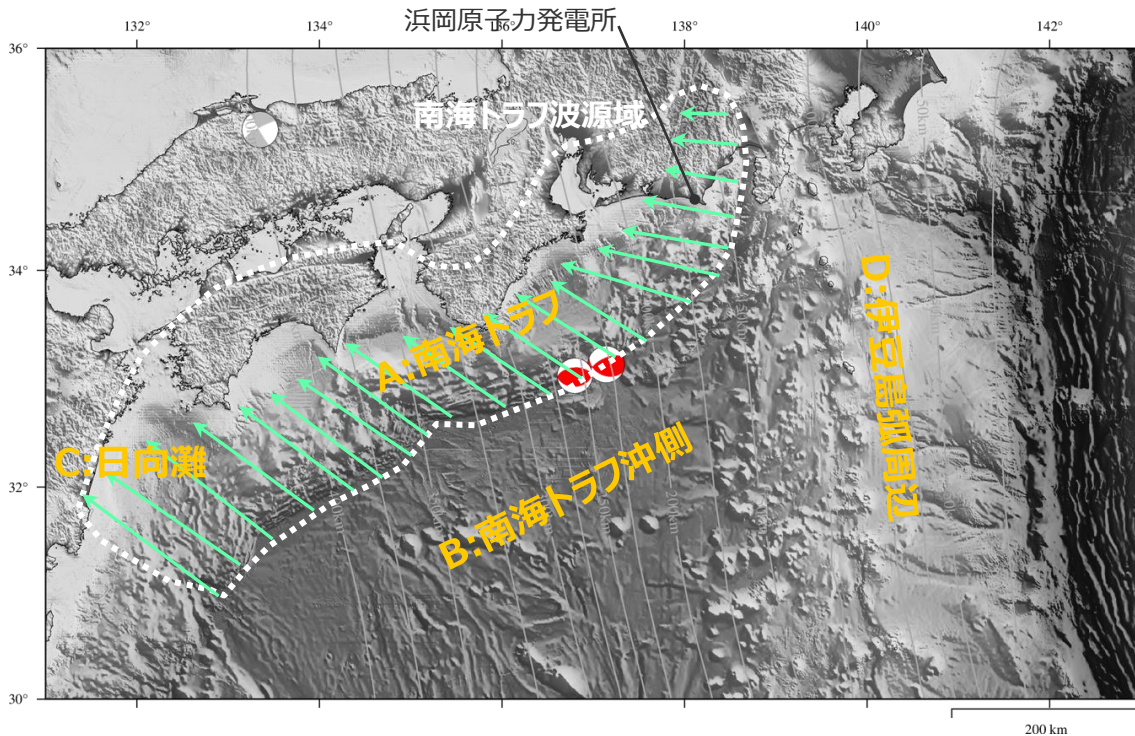 浜岡原子力発電所
132°
134°
136°
138°
140°
142°
36°
南海トラフ波源域
34°
D:伊豆島弧周辺
A:南海トラフ
C:日向灘
32°
B:南海トラフ沖側
30°
200 km